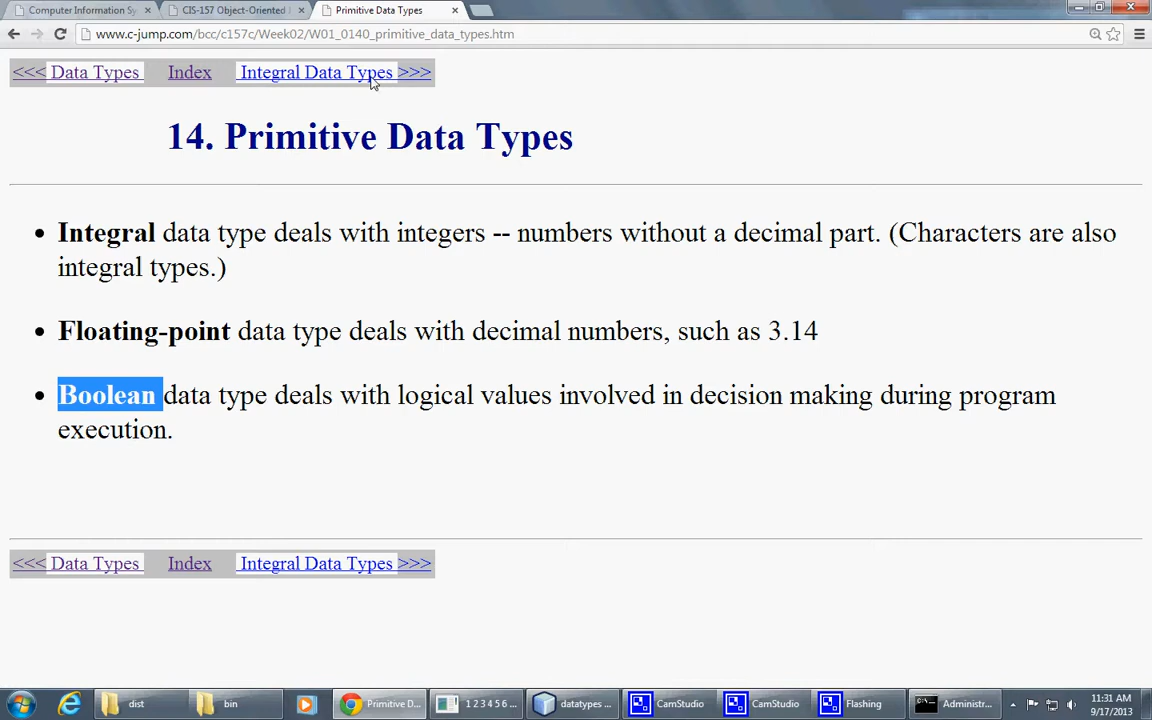 Computer Information Sy
CIS-157 Object-Oriented
Primitive Data Types
www.c-jump.com/bcc/c157c/Week02/W01_0140_primitive_data_types.htm
<<< Data Types Index Integral Data Types >>>
14. Primitive Data Types
Integral data type deals with integers -- numbers without a decimal part. (Characters are also
integral types.)
Floating-point data type deals with decimal numbers, such as 3.14
Boolean data type deals with logical values involved in decision making during program
execution.
<<< Data Types Index Integral Data Types >>>
dist
bin
Primitive D...
1 2 3 4 5 6 ...
datatypes ...
CamStudio
CamStudio
Flashing
Administr...
11:31 AM
9/17/2013